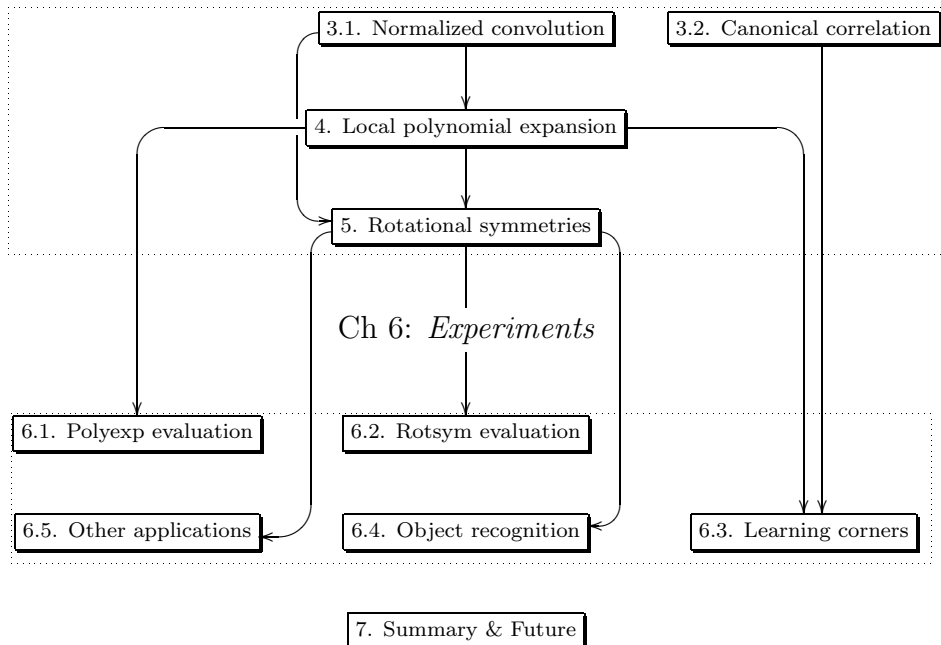 3.1. Normalized convolution
3.2. Canonical correlation
4. Local polynomial expansion
5. Rotational symmetries
Ch 6: Experiments
6.1. Polyexp evaluation
6.2. Rotsym evaluation
6.5. Other applications
6.4. Object recognition
6.3. Learning corners
7. Summary & Future